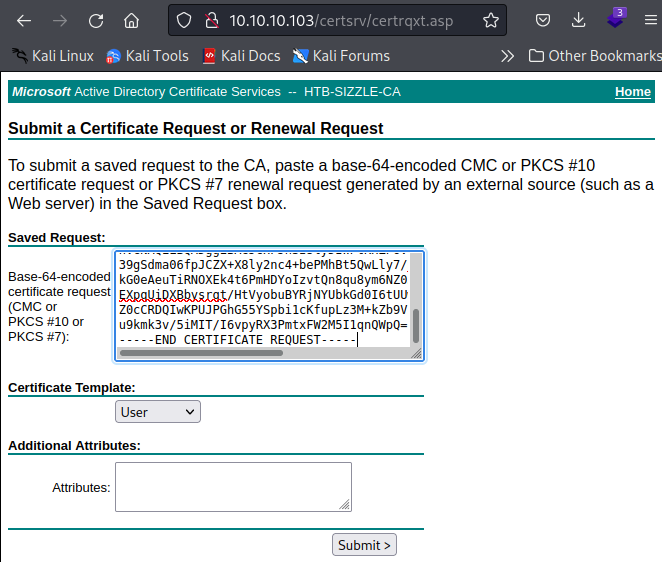 10.10.10.103/certsrv/certrqxt.asp
3
Kali Linux Kali Tools Kali Docs Kali Forums Other Bookmarks
Microsoft Active Directory Certificate Services -- HTB-SIZZLE-CA Home
Submit a Certificate Request or Renewal Request
To submit a saved request to the CA, paste a base-64-encoded CMC or PKCS #10
certificate request or PKCS #7 renewal request generated by an external source (such as a
Web server) in the Saved Request box.
Saved Request:
Base-64-encoded
certificate request
(CMC or
PKCS #10 or
PKCS #7):
39gSdma06fpJCZX+X8ly2nc4+bePMhBt5QwLly7/
kG0eAeuTiRNOXEk4t6PmHDYoIzvtQn8qu8ym6NZ0
EXpqUiDXBbysrqt/HtVyobuBYRjNYUbkGd0I6tUU
Z0cCRDQIwKPUJPGhG55YSpbi1cKfupLz3M+kZb9V
u9kmk3v/5iMIT/I6vpyRX3PmtxFW2M5I1qnQWpQ=
-----END CERTIFICATE REQUEST-----
Certificate Template:
User
Additional Attributes:
Attributes:
Submit >